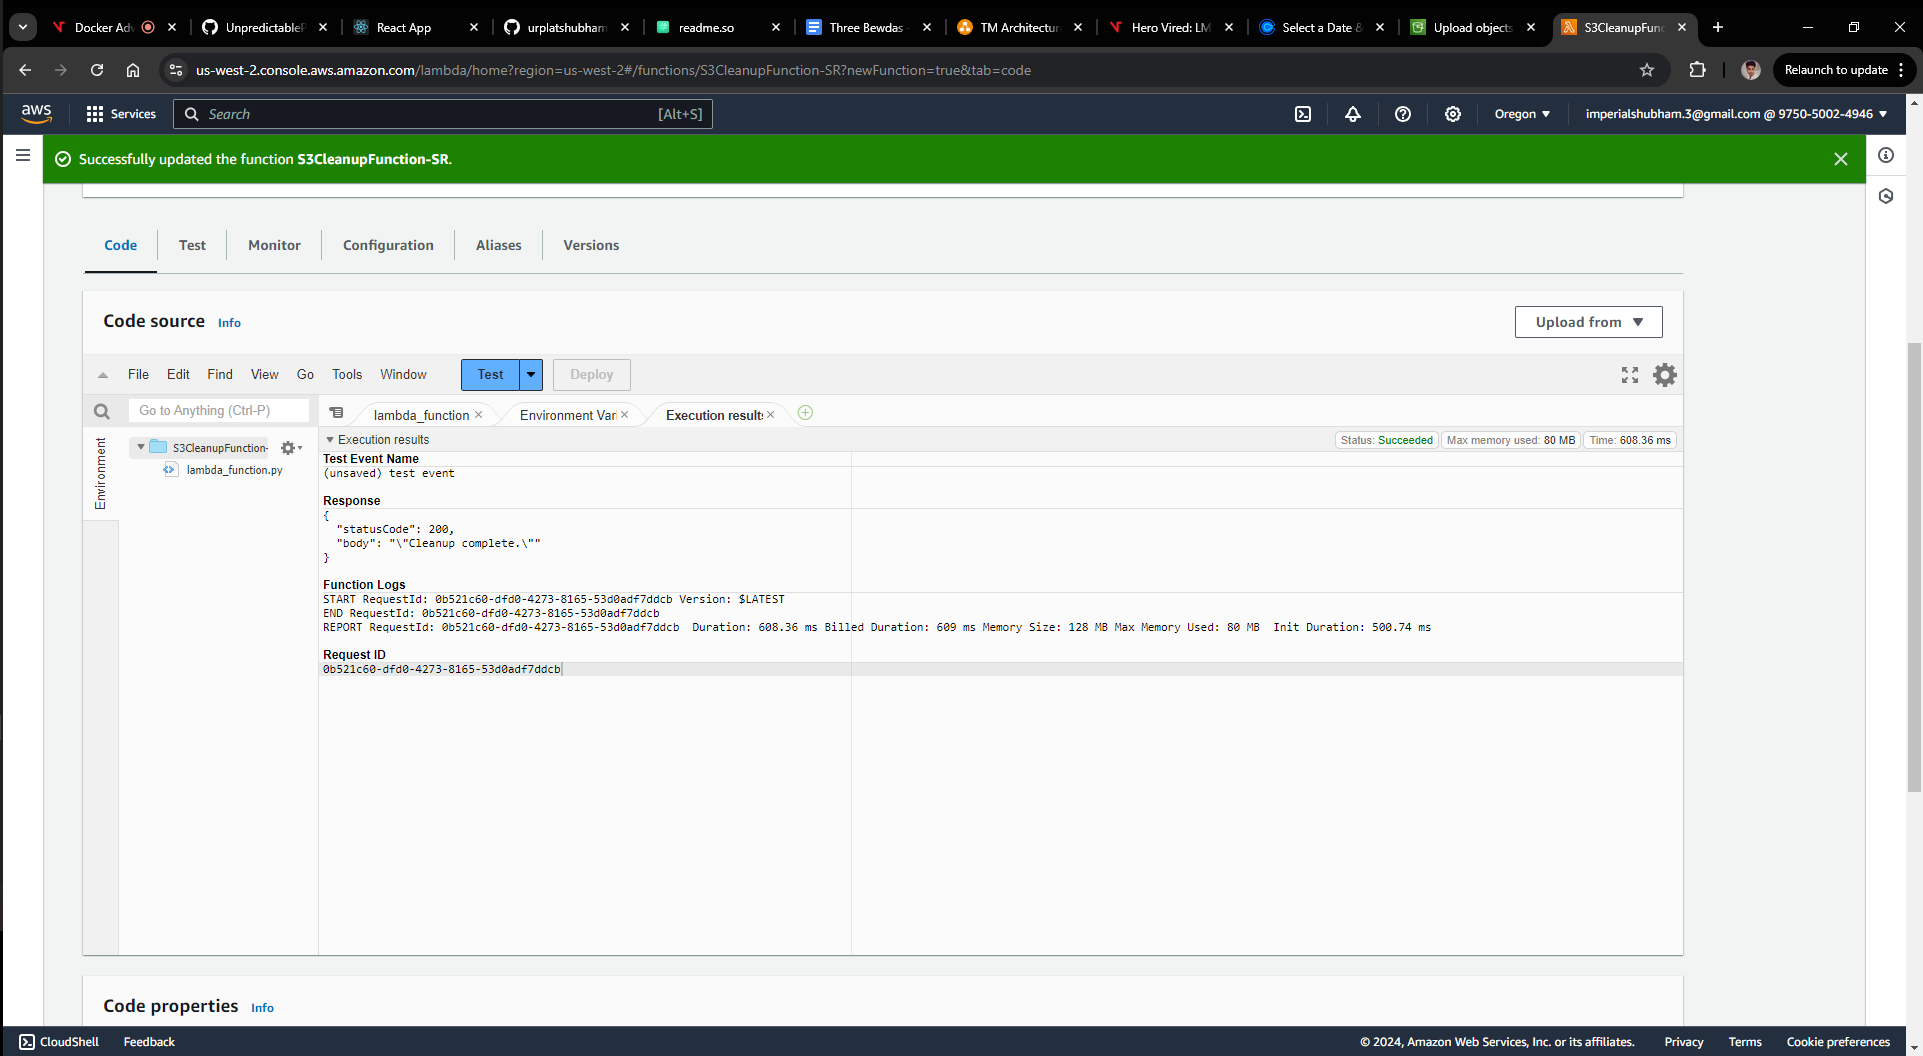 Docker Adv
UnpredictableP
React App
urplatshubham
readme.so
Three Bewdas -
TM Architectur
Hero Vired: LM
Select a Date &
Upload objects
S3CleanupFunc
us-west-2.console.aws.amazon.com/lambda/home?region=us-west-2#/functions/S3CleanupFunction-SR?newFunction=true&tab=code
Relaunch to update
aws
Services
Search
[Alt+S]
Oregon
imperialshubham.3@gmail.com @ 9750-5002-4946
Successfully updated the function S3CleanupFunction-SR.
Code
Test
Monitor
Configuration
Aliases
Versions
Code source Info
Upload from
File Edit Find View Go Tools Window
Test
Deploy
Go to Anything (Ctrl-P)
lambda_function
Environment Var
Execution results
Environment
S3CleanupFunction-
lambda_function.py
Execution results
Status: Succeeded
Max memory used: 80 MB
Time: 608.36 ms
Test Event Name
(unsaved) test event
Response
{
"statusCode": 200,
"body": "\"Cleanup complete.\""
}
Function Logs
START RequestId: 0b521c60-dfd0-4273-8165-53d0adf7ddcb Version: $LATEST
END RequestId: 0b521c60-dfd0-4273-8165-53d0adf7ddcb
REPORT RequestId: 0b521c60-dfd0-4273-8165-53d0adf7ddcb Duration: 608.36 ms Billed Duration: 609 ms Memory Size: 128 MB Max Memory Used: 80 MB Init Duration: 500.74 ms
Request ID
0b521c60-dfd0-4273-8165-53d0adf7ddcb
Code properties Info
CloudShell
Feedback
© 2024, Amazon Web Services, Inc. or its affiliates.
Privacy
Terms
Cookie preferences